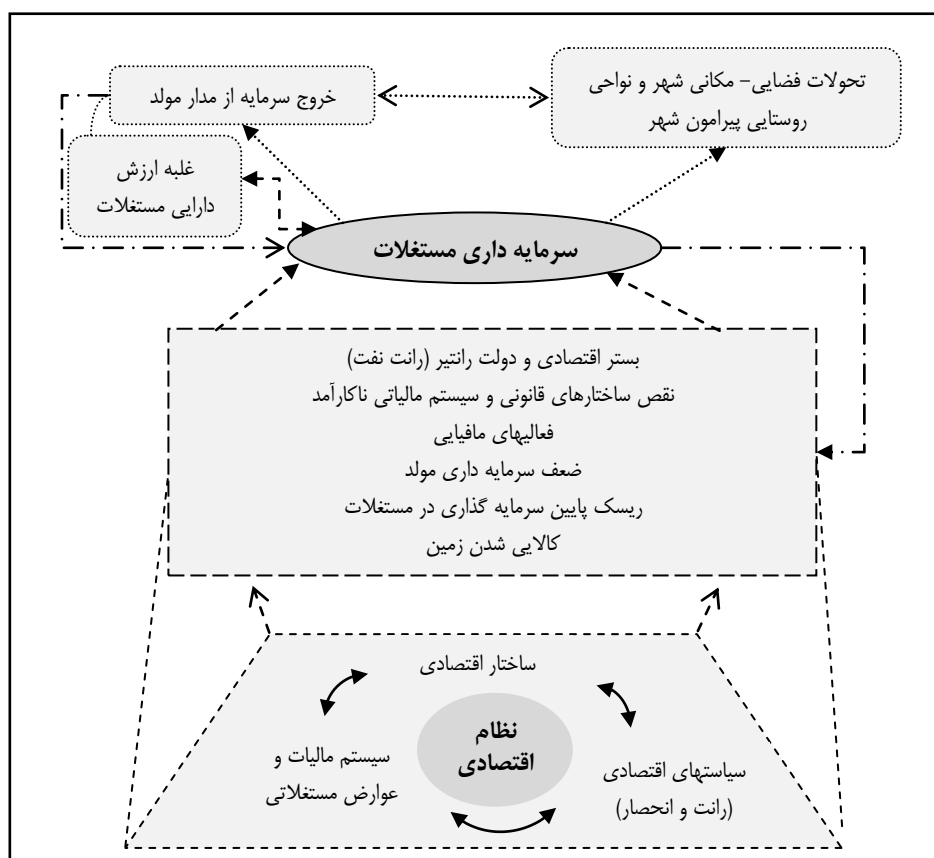 تحولات فضایی- مکانی شهر و نواحی
روستایی پیرامون شهر
خروج سرمایه از مدار مولد
غلبه ارزش
دارایی مستغلات
سرمایه داری مستغلات
بستر اقتصادی و دولت رانتیر (رانت نفت)
نقص ساختارهای قانونی و سیستم مالیاتی ناکارآمد
فعالیهای مافیایی
ضعف سرمایه داری مولد
ریسک پایین سرمایه گذاری در مستغلات
کالایی شدن زمین
ساختار اقتصادی
نظام
اقتصادی
سیاستهای اقتصادی
(رانت و انحصار)
سیستم مالیات و
عوارض مستغلاتی